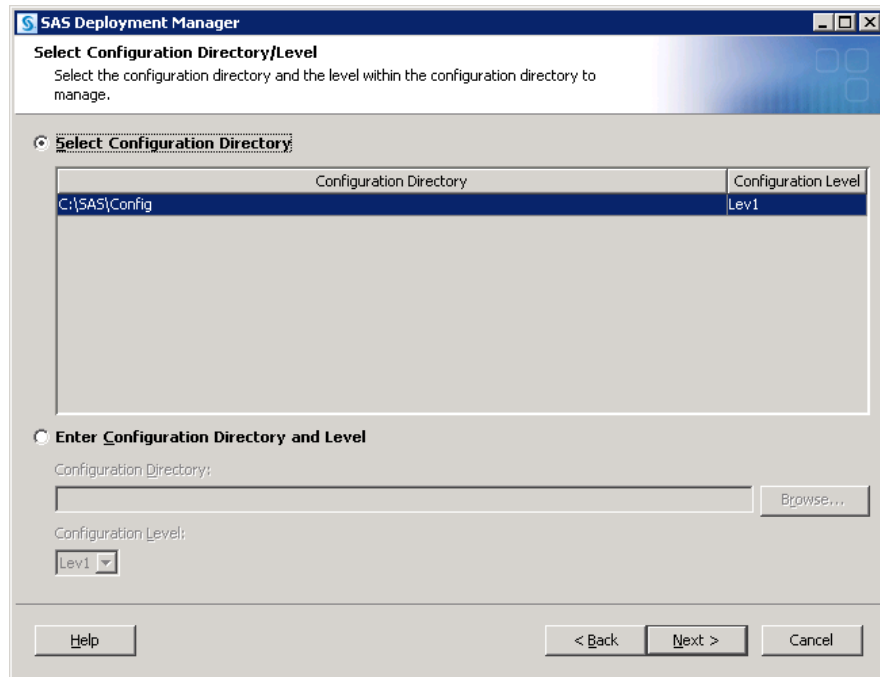 SAS Deployment Manager
Select Configuration Directory/Level
Select the configuration directory and the level within the configuration directory to
manage.
Select Configuration Directory
Configuration Directory Configuration Level
C:\SAS\Config Lev1
Enter Configuration Directory and Level
Configuration Directory:
Browse...
Configuration Level:
Lev1
Help < Back Next > Cancel